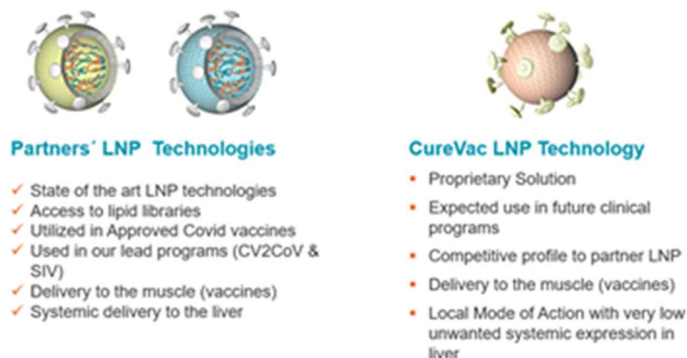 Partners´ LNP Technologies
✓ State of the art LNP technologies
✓ Access to lipid libraries
✓ Utilized in Approved Covid vaccines
✓ Used in our lead programs (CV2CoV &
SIV)
✓ Delivery to the muscle (vaccines)
✓ Systemic delivery to the liver
CureVac LNP Technology
▪ Proprietary Solution
▪ Expected use in future clinical
programs
▪ Competitive profile to partner LNP
▪ Delivery to the muscle (vaccines)
▪ Local Mode of Action with very low
unwanted systemic expression in
liver